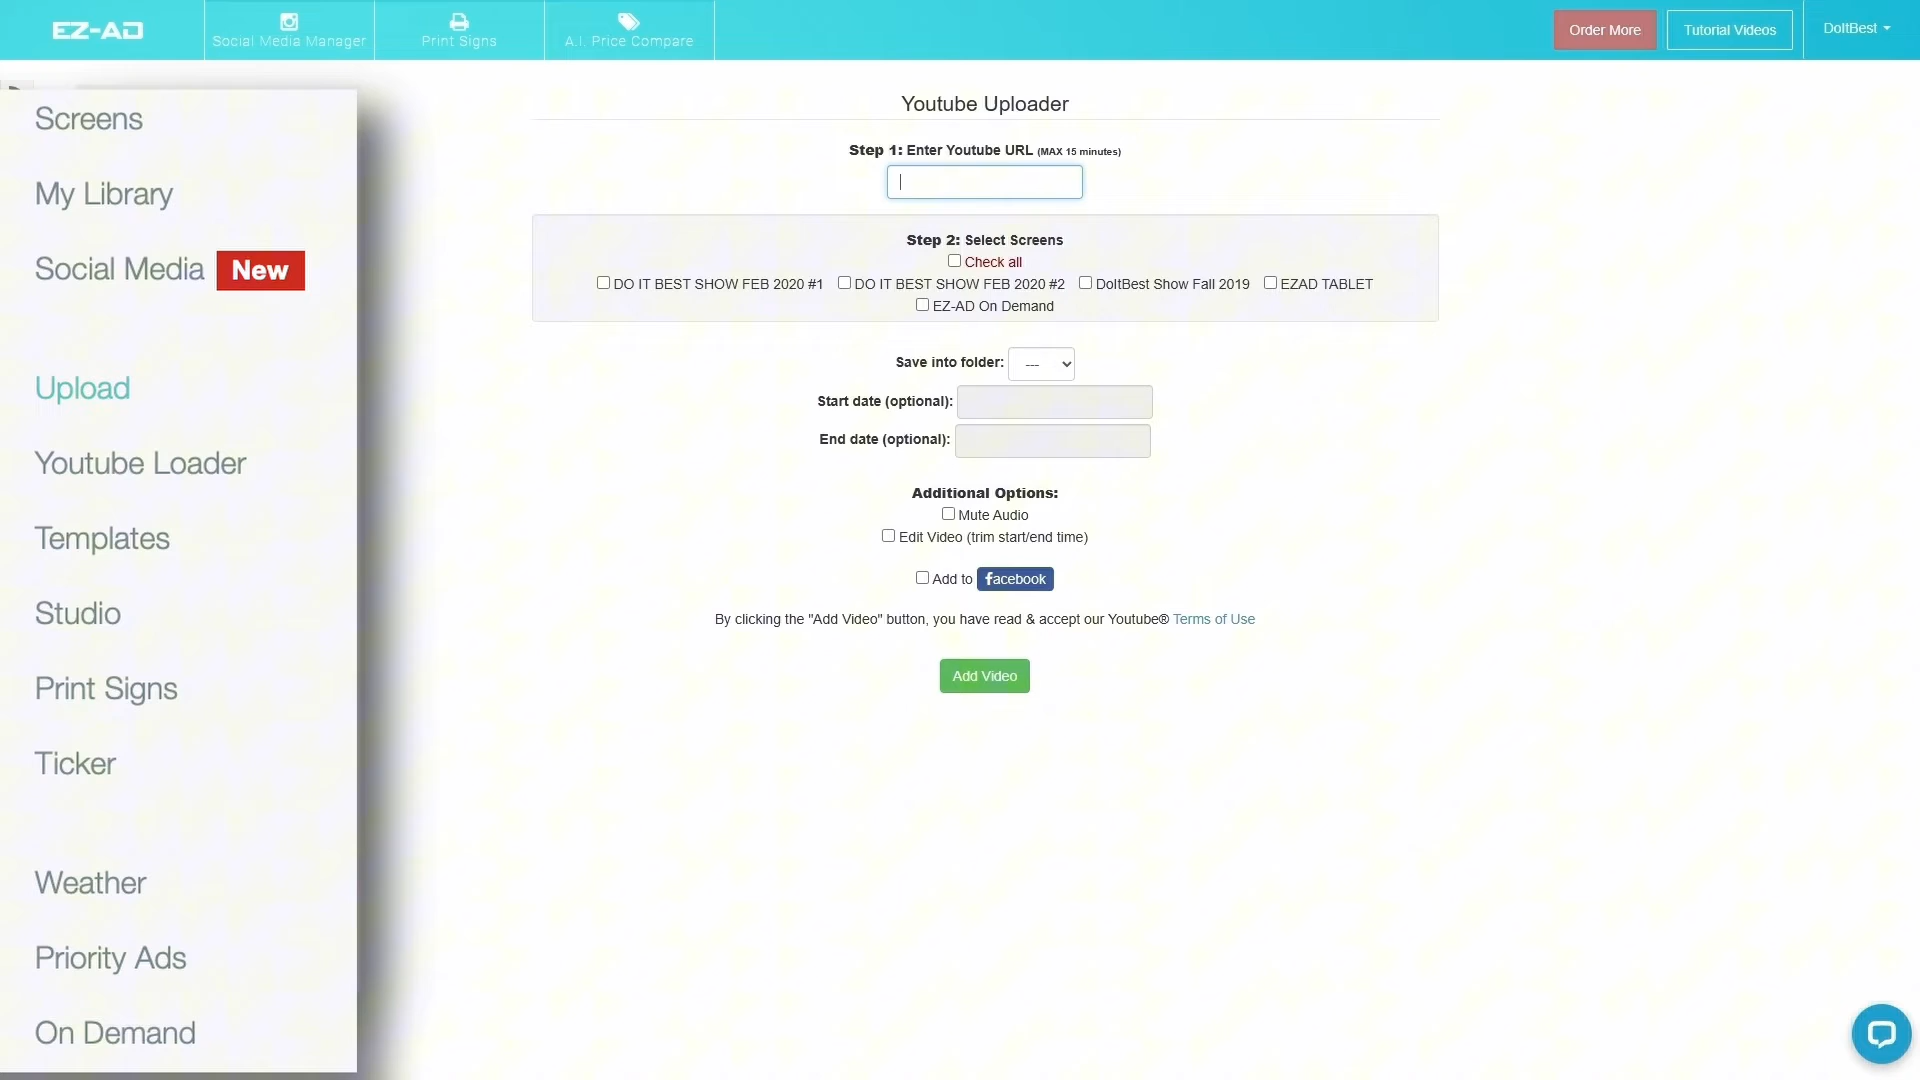 EZ-AD
Social Media Manager
Print Signs
A.I. Price Compare
Order More
Tutorial Videos
DoItBest
Screens
My Library
Social Media New
Upload
Youtube Loader
Templates
Studio
Print Signs
Ticker
Weather
Priority Ads
On Demand
Youtube Uploader
Step 1: Enter Youtube URL (MAX 15 minutes)
Step 2: Select Screens
Check all
DO IT BEST SHOW FEB 2020 #1 DO IT BEST SHOW FEB 2020 #2 DoItBest Show Fall 2019 EZAD TABLET
EZ-AD On Demand
Save into folder: ---
Start date (optional):
End date (optional):
Additional Options:
Mute Audio
Edit Video (trim start/end time)
Add to facebook
By clicking the "Add Video" button, you have read & accept our Youtube® Terms of Use
Add Video